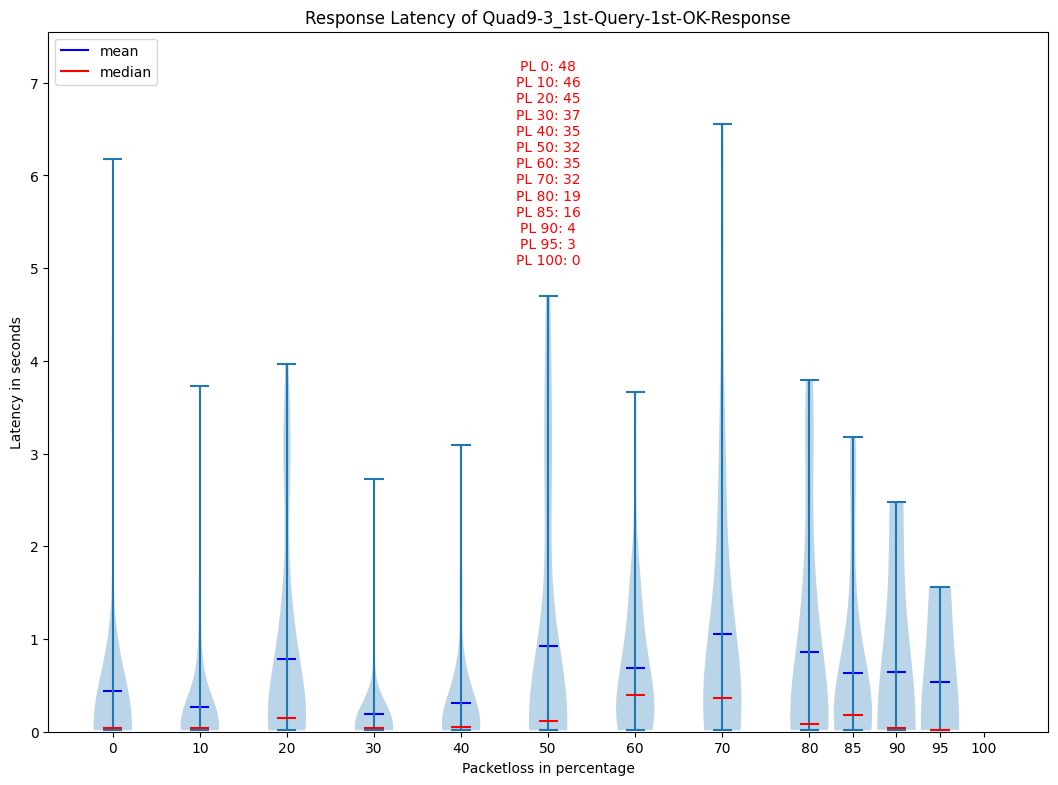 Response Latency of Quad9-3_1st-Query-1st-OK-Response
mean
median
PL 0: 48
PL 10: 46
PL 20: 45
PL 30: 37
PL 40: 35
PL 50: 32
PL 60: 35
PL 70: 32
PL 80: 19
PL 85: 16
PL 90: 4
PL 95: 3
PL 100: 0
Latency in seconds
7
6
5
4
3
2
1
0
0 10 20 30 40 50 60 70 80 85 90 95 100
Packetloss in percentage